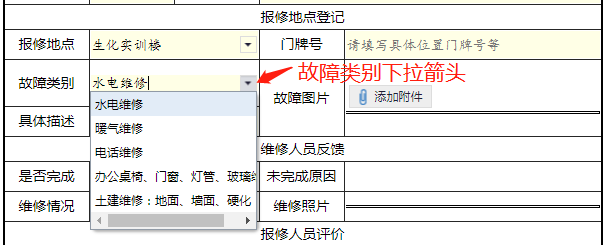 报修地点登记
报修地点 生化实训楼 门牌号 请填写具体位置门牌号等
故障类别下拉箭头
故障类别 水电维修 故障图片 添加附件
水电维修
暖气维修
电话维修
办公桌椅、门窗、灯管、玻璃
土建维修：地面、墙面、硬化
具体描述
维修人员反馈
是否完成 未完成原因
维修情况 维修照片
报修人员评价